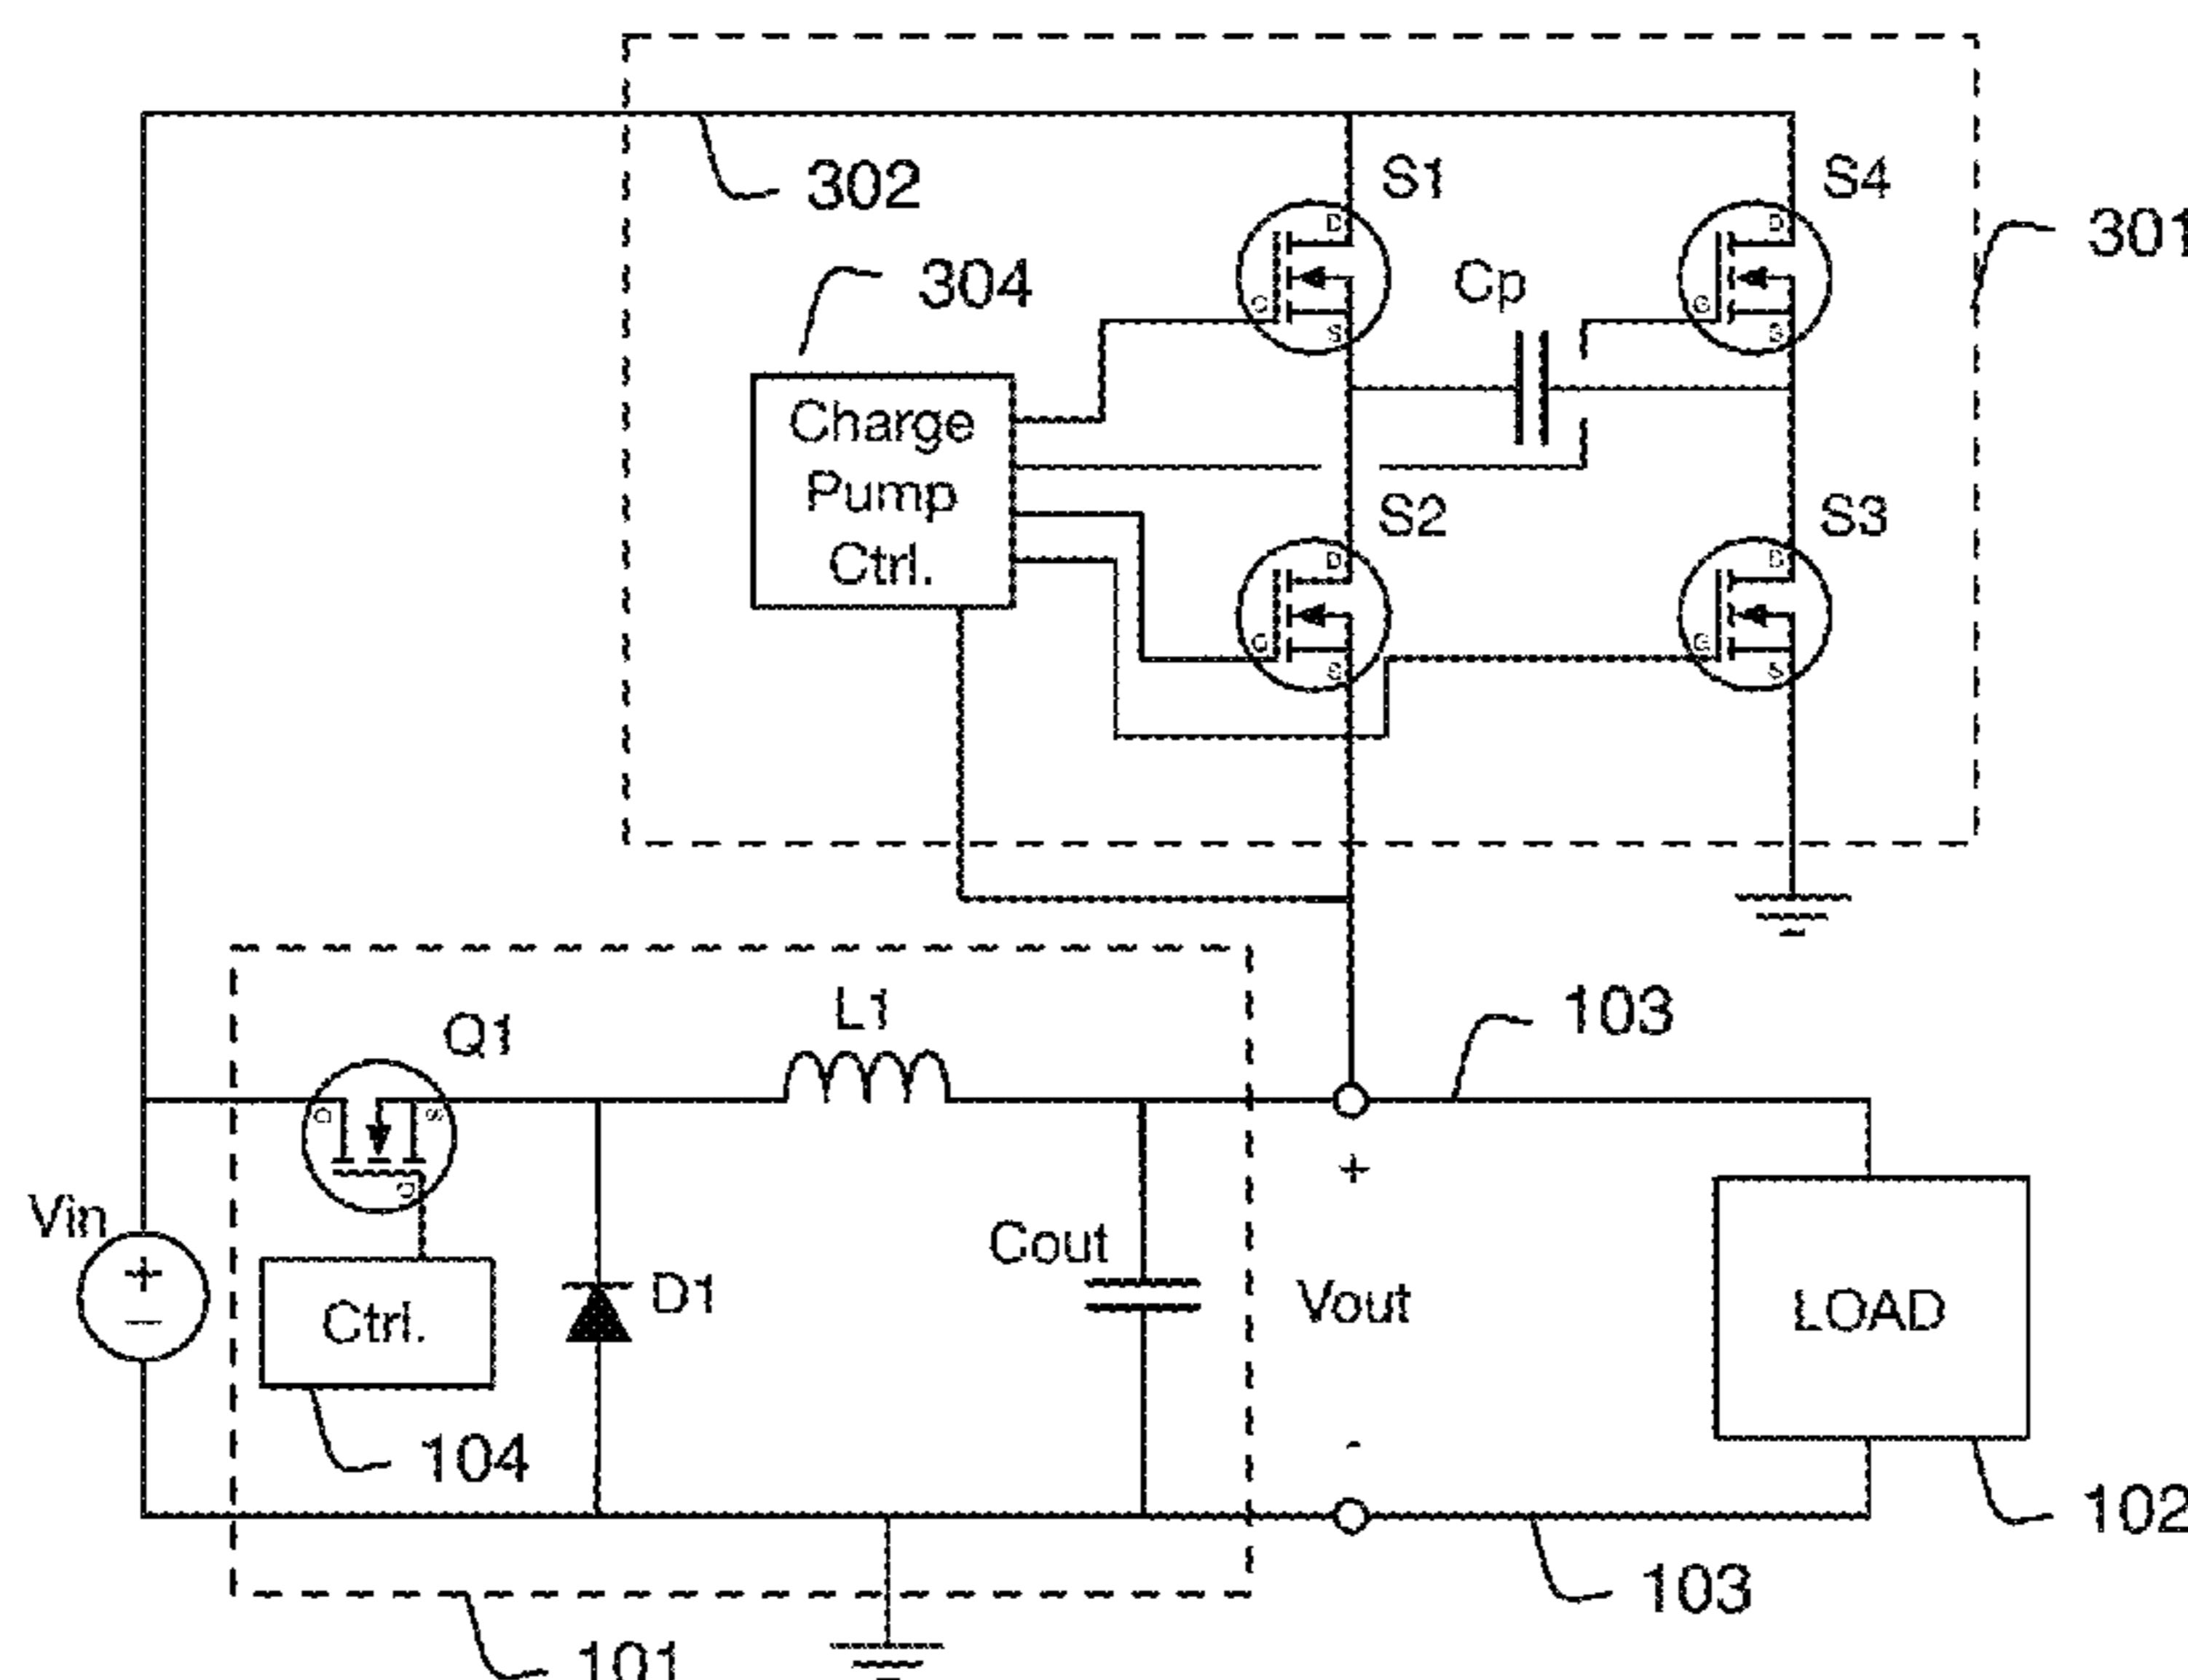 302
S1
S4
301
304
Cp
D
D
G
G
S
S
Charge
Pump
Ctrl.
S2
S3
D
D
G
G
S
S
103
L1
Q1
D
S
G
+
Vin
+
−
Ctrl.
D1
Cout
Vout
LOAD
104
-
102
103
101